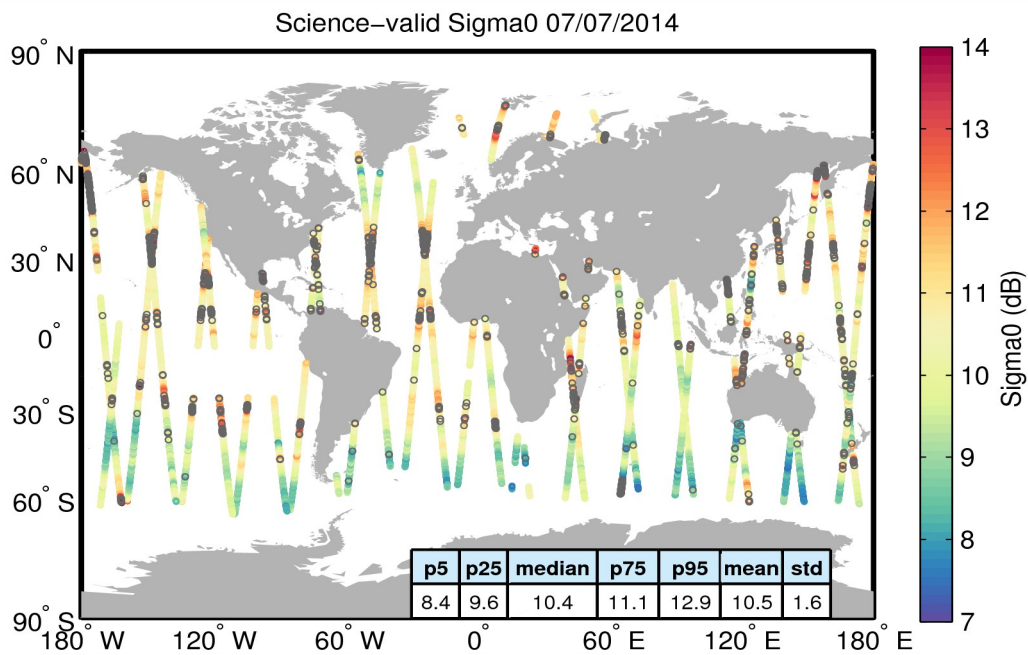 Science−valid Sigma0 07/07/2014
90° N
60° N
30° N
0°
30° S
60° S
90° S
180° W
120° W
60° W
0°
60° E
120° E
180° E
p5 p25 median p75 p95 mean std
8.4 9.6 10.4 11.1 12.9 10.5 1.6
14
13
12
11
10
9
8
7
Sigma0 (dB)